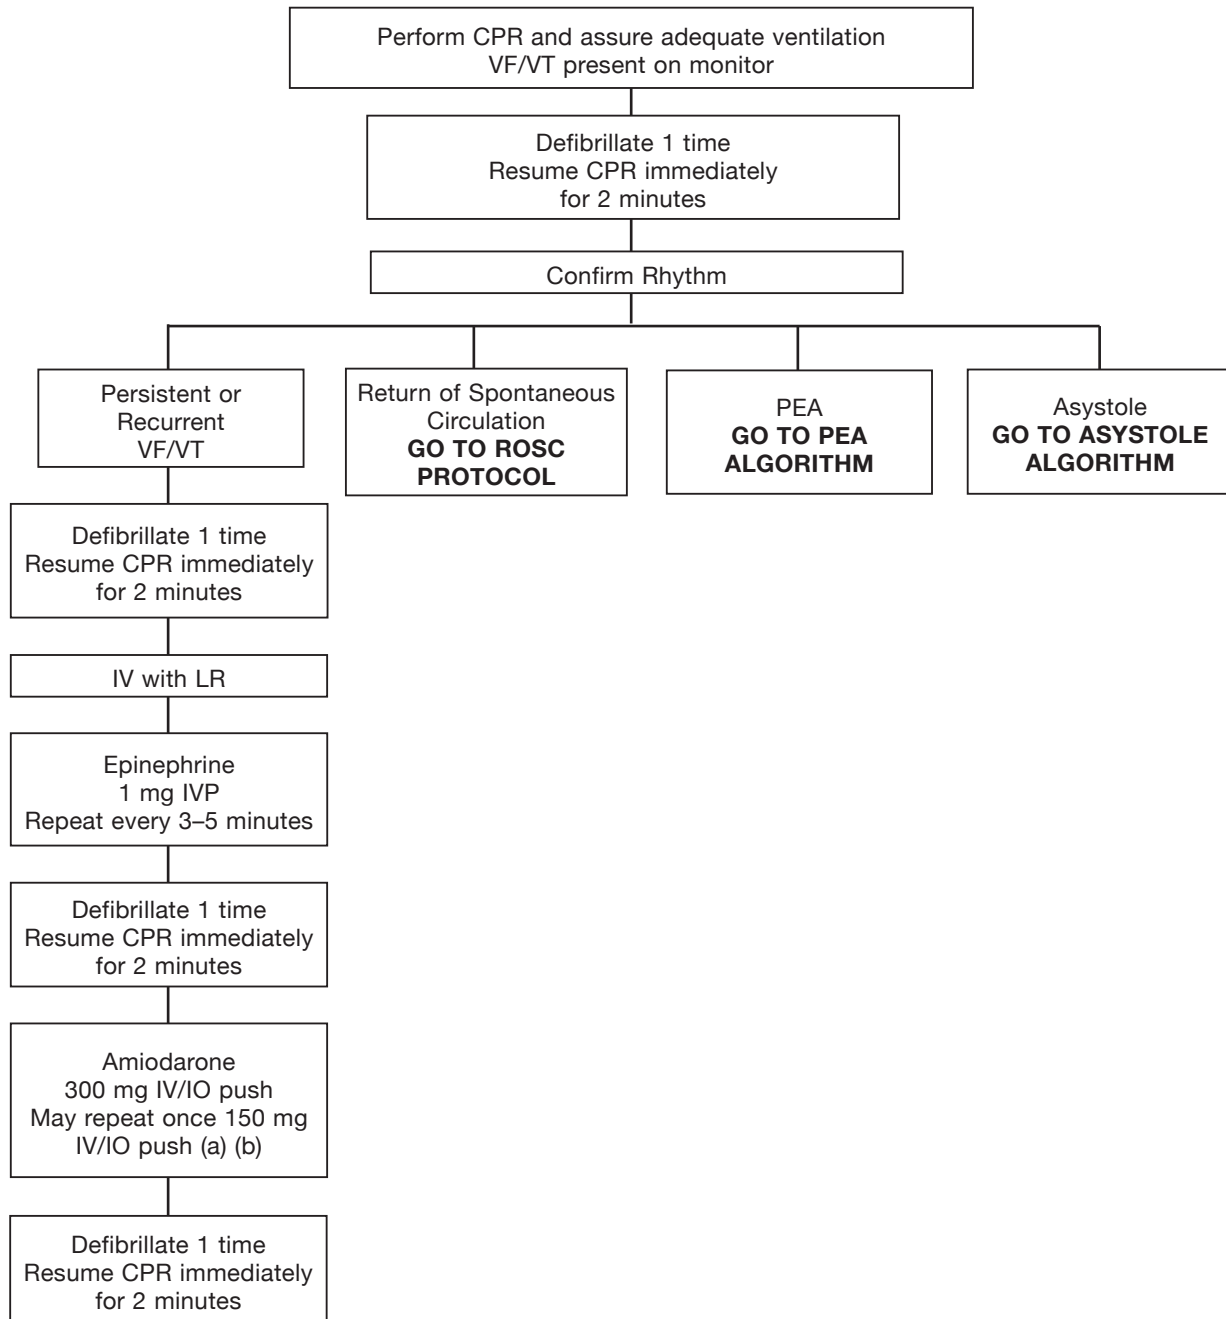 Perform CPR and assure adequate ventilation
VF/VT present on monitor
Defibrillate 1 time
Resume CPR immediately
for 2 minutes
Confirm Rhythm
Persistent or
Recurrent
VF/VT
Return of Spontaneous
Circulation
GO TO ROSC
PROTOCOL
PEA
GO TO PEA
ALGORITHM
Asystole
GO TO ASYSTOLE
ALGORITHM
Defibrillate 1 time
Resume CPR immediately
for 2 minutes
IV with LR
Epinephrine
1 mg IVP
Repeat every 3–5 minutes
Defibrillate 1 time
Resume CPR immediately
for 2 minutes
Amiodarone
300 mg IV/IO push
May repeat once 150 mg
IV/IO push (a) (b)
Defibrillate 1 time
Resume CPR immediately
for 2 minutes